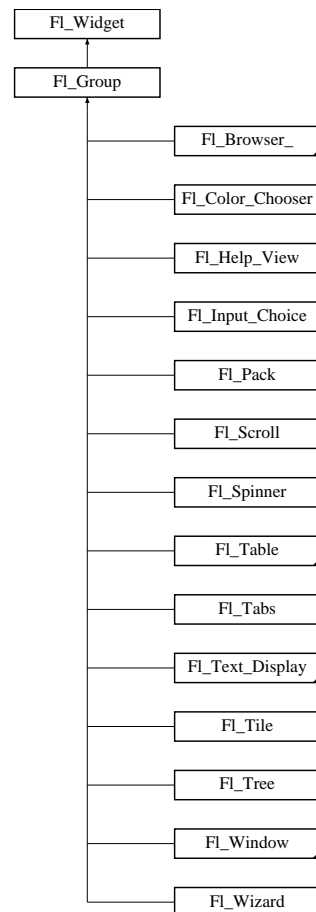 Fl_Widget
Fl_Group
Fl_Browser_
Fl_Color_Chooser
Fl_Help_View
Fl_Input_Choice
Fl_Pack
Fl_Scroll
Fl_Spinner
Fl_Table
Fl_Tabs
Fl_Text_Display
Fl_Tile
Fl_Tree
Fl_Window
Fl_Wizard